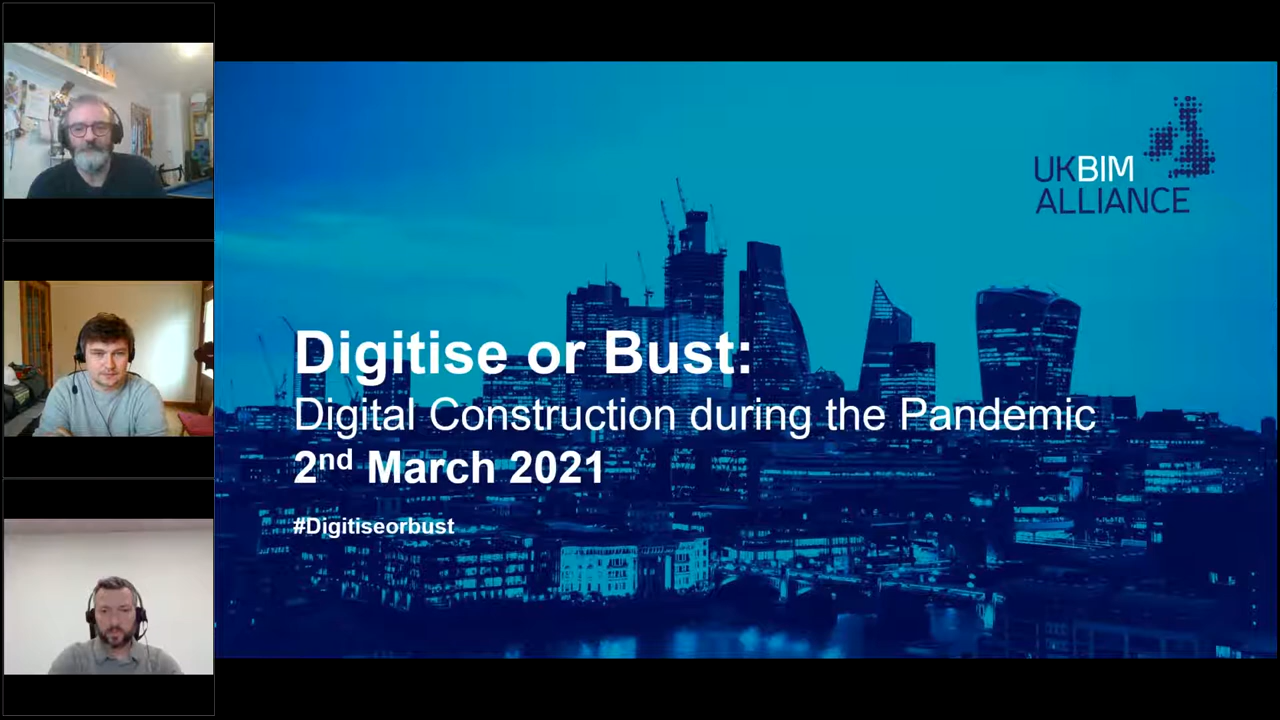 UKBIM
ALLIANCE
Digitise or Bust:
Digital Construction during the Pandemic
2nd March 2021
#Digitiseorbust